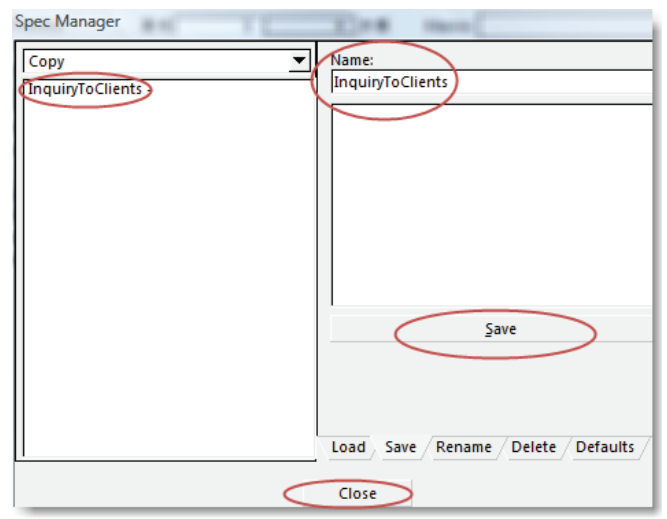 Spec Manager
Copy
InquiryToClients -
Name:
InquiryToClients
Save
Load Save Rename Delete Defaults
Close